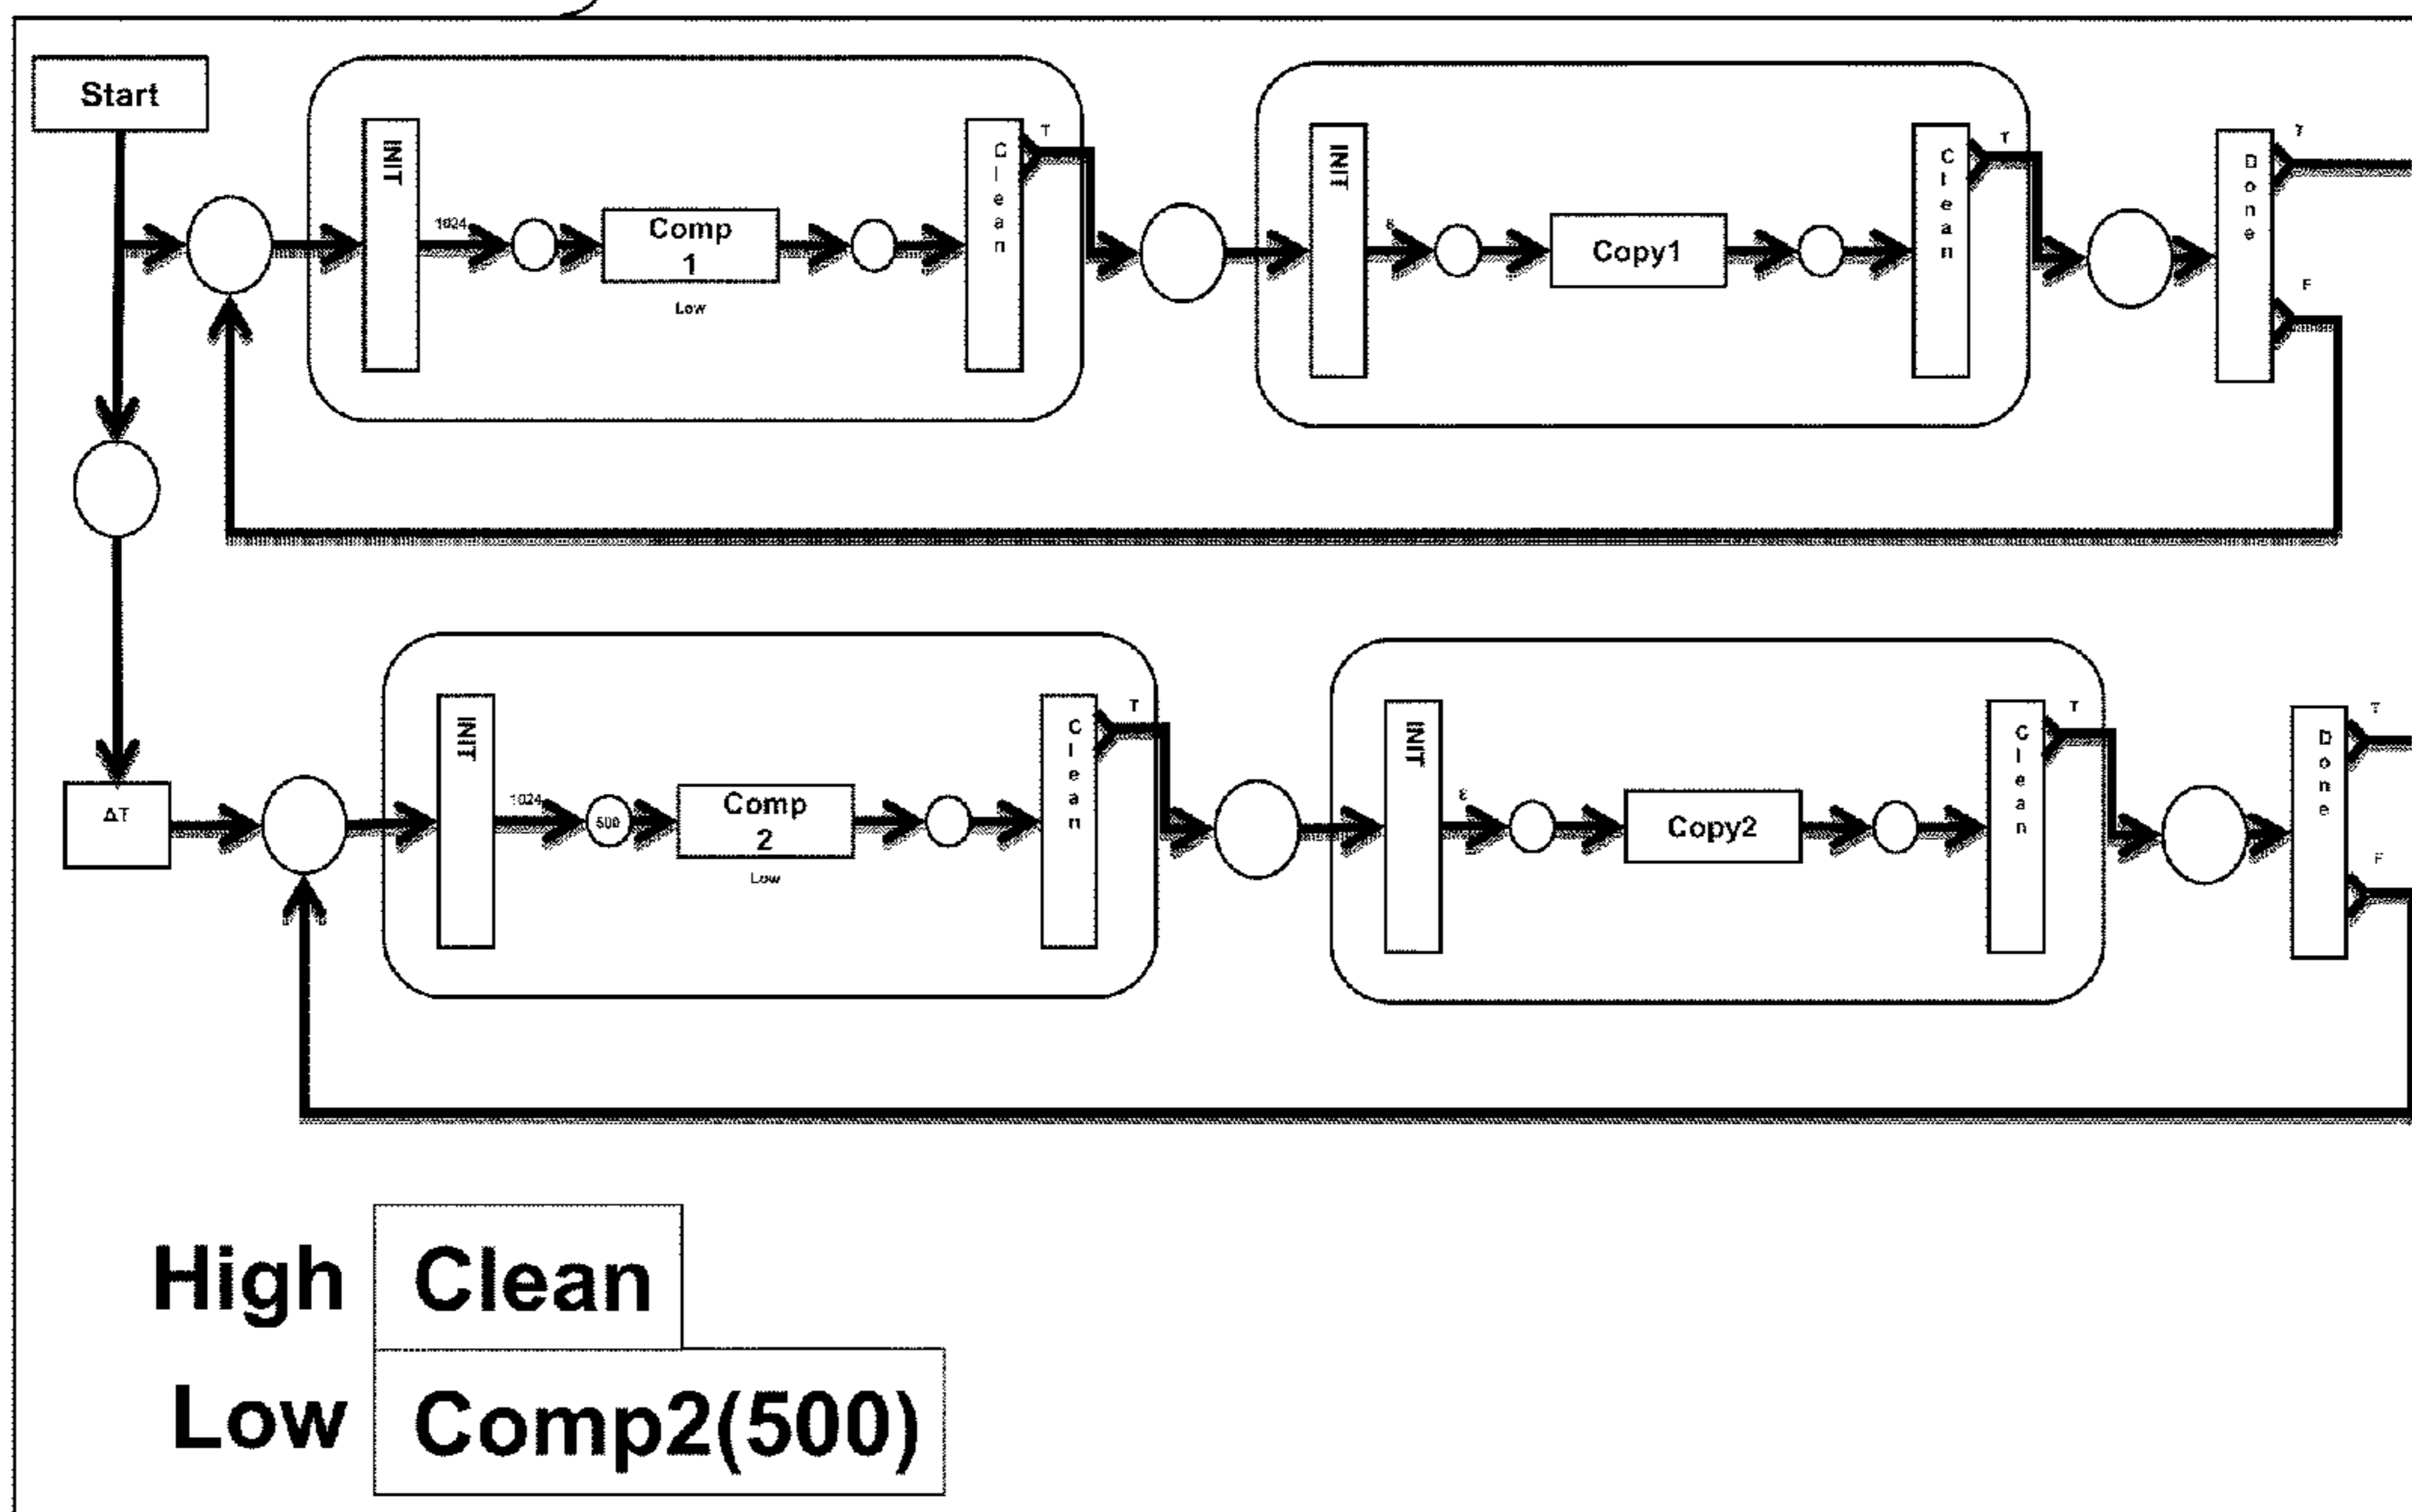 Start
INIT
1024
Comp
1
Low
Clean
T
INIT
Copy1
Clean
T
Done
T
F
ΔT
INIT
1024
500
Comp
2
Low
Clean
T
INIT
ε
Copy2
Clean
T
Done
T
F
High
Clean
Low
Comp2(500)